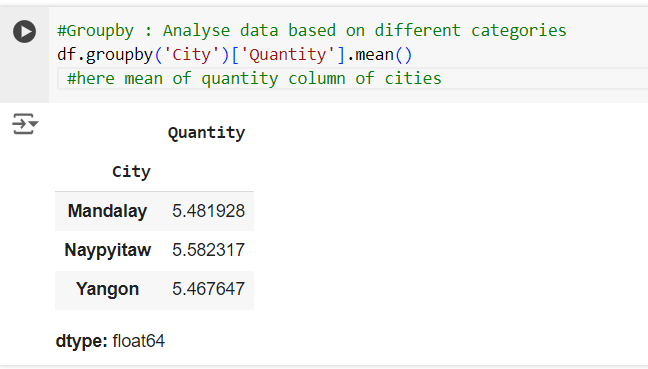 #Groupby : Analyse data based on different categories
df.groupby('City')['Quantity'].mean()
#here mean of quantity column of cities
Quantity
City
Mandalay 5.481928
Naypyitaw 5.582317
Yangon 5.467647
dtype: float64